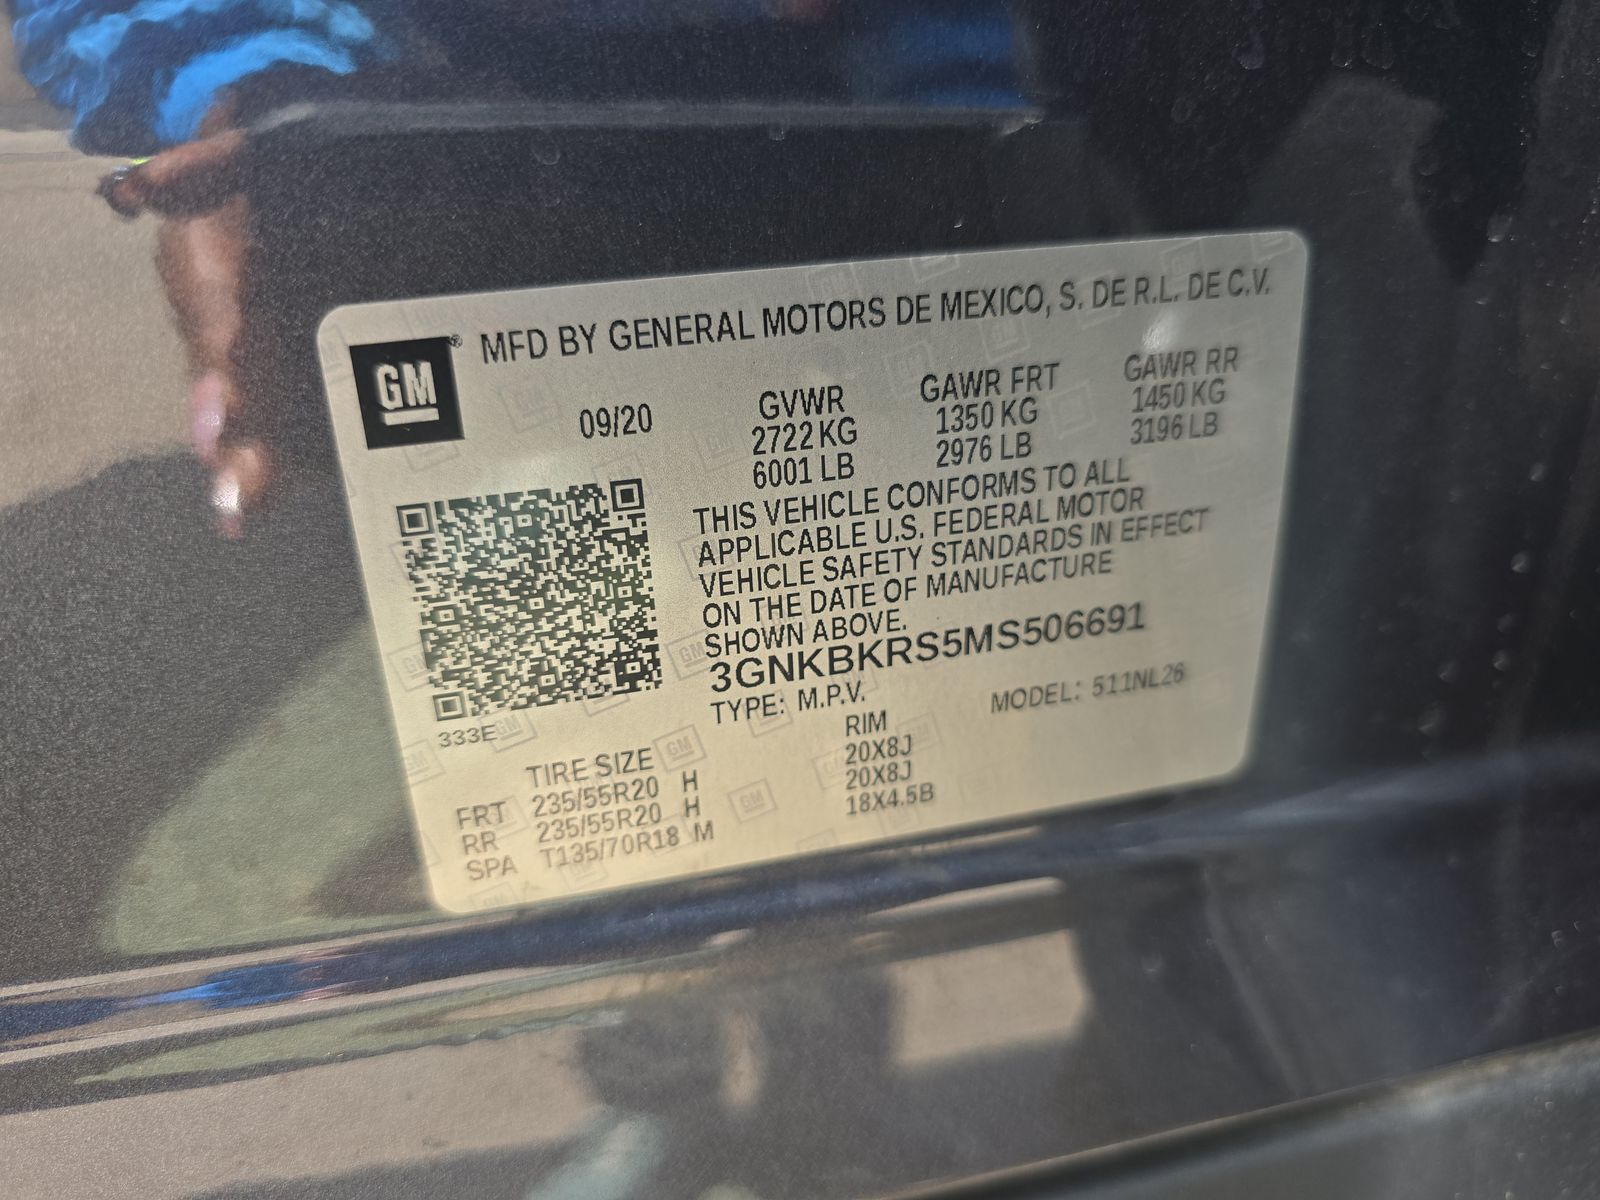 GM® MFD BY GENERAL MOTORS DE MEXICO, S. DE R.L. DE C.V.
09/20
GVWR
2722 KG
6001 LB
GAWR FRT
1350 KG
2976 LB
GAWR RR
1450 KG
3196 LB
THIS VEHICLE CONFORMS TO ALL
APPLICABLE U.S. FEDERAL MOTOR
VEHICLE SAFETY STANDARDS IN EFFECT
ON THE DATE OF MANUFACTURE
SHOWN ABOVE.
3GNKBKRS5MS506691
TYPE: M.P.V. MODEL: 511NL26
333E
TIRE SIZE RIM
FRT 235/55R20 H 20X8J
RR 235/55R20 H 20X8J
SPA T135/70R18 M 18X4.5B